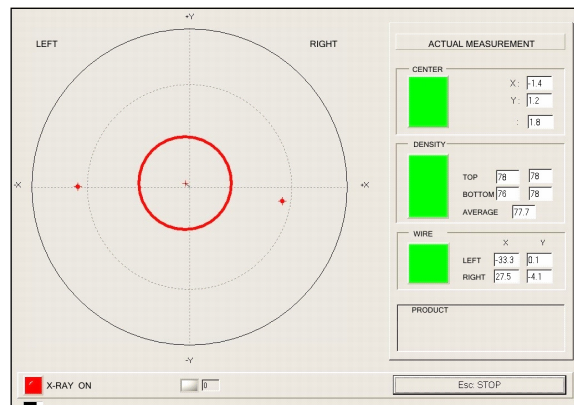 +Y
LEFT
RIGHT
-X
+X
-Y
ACTUAL MEASUREMENT
CENTER
X: -1.4
Y: 1.2
: 1.8
DENSITY
TOP 78 78
BOTTOM 76 78
AVERAGE 77.7
WIRE
X Y
LEFT -33.3 0.1
RIGHT 27.5 -4.1
PRODUCT
X-RAY ON
0
Esc: STOP